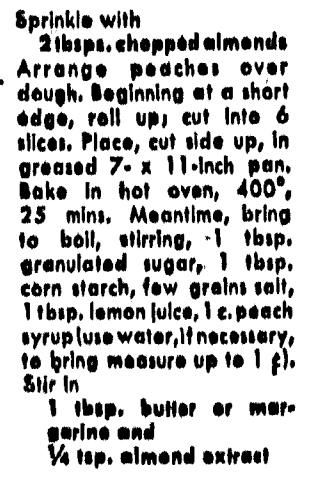 Sprinkle with
2 tbsps. chopped almonds
Arrange peaches over
dough. Beginning at a short
edge, roll up; cut into 6
slices. Place, cut side up, in
greased 7- x 11-inch pan.
Bake in hot oven, 400°,
25 mins. Meantime, bring
to boil, stirring, 1 tbsp.
granulated sugar, 1 tbsp.
corn starch, few grains salt,
1 tbsp. lemon juice, 1 c. peach
syrup (use water, if necessary,
to bring measure up to 1 c).
Stir in
1 tbsp. butter or mar-
garine and
¼ tsp. almond extract